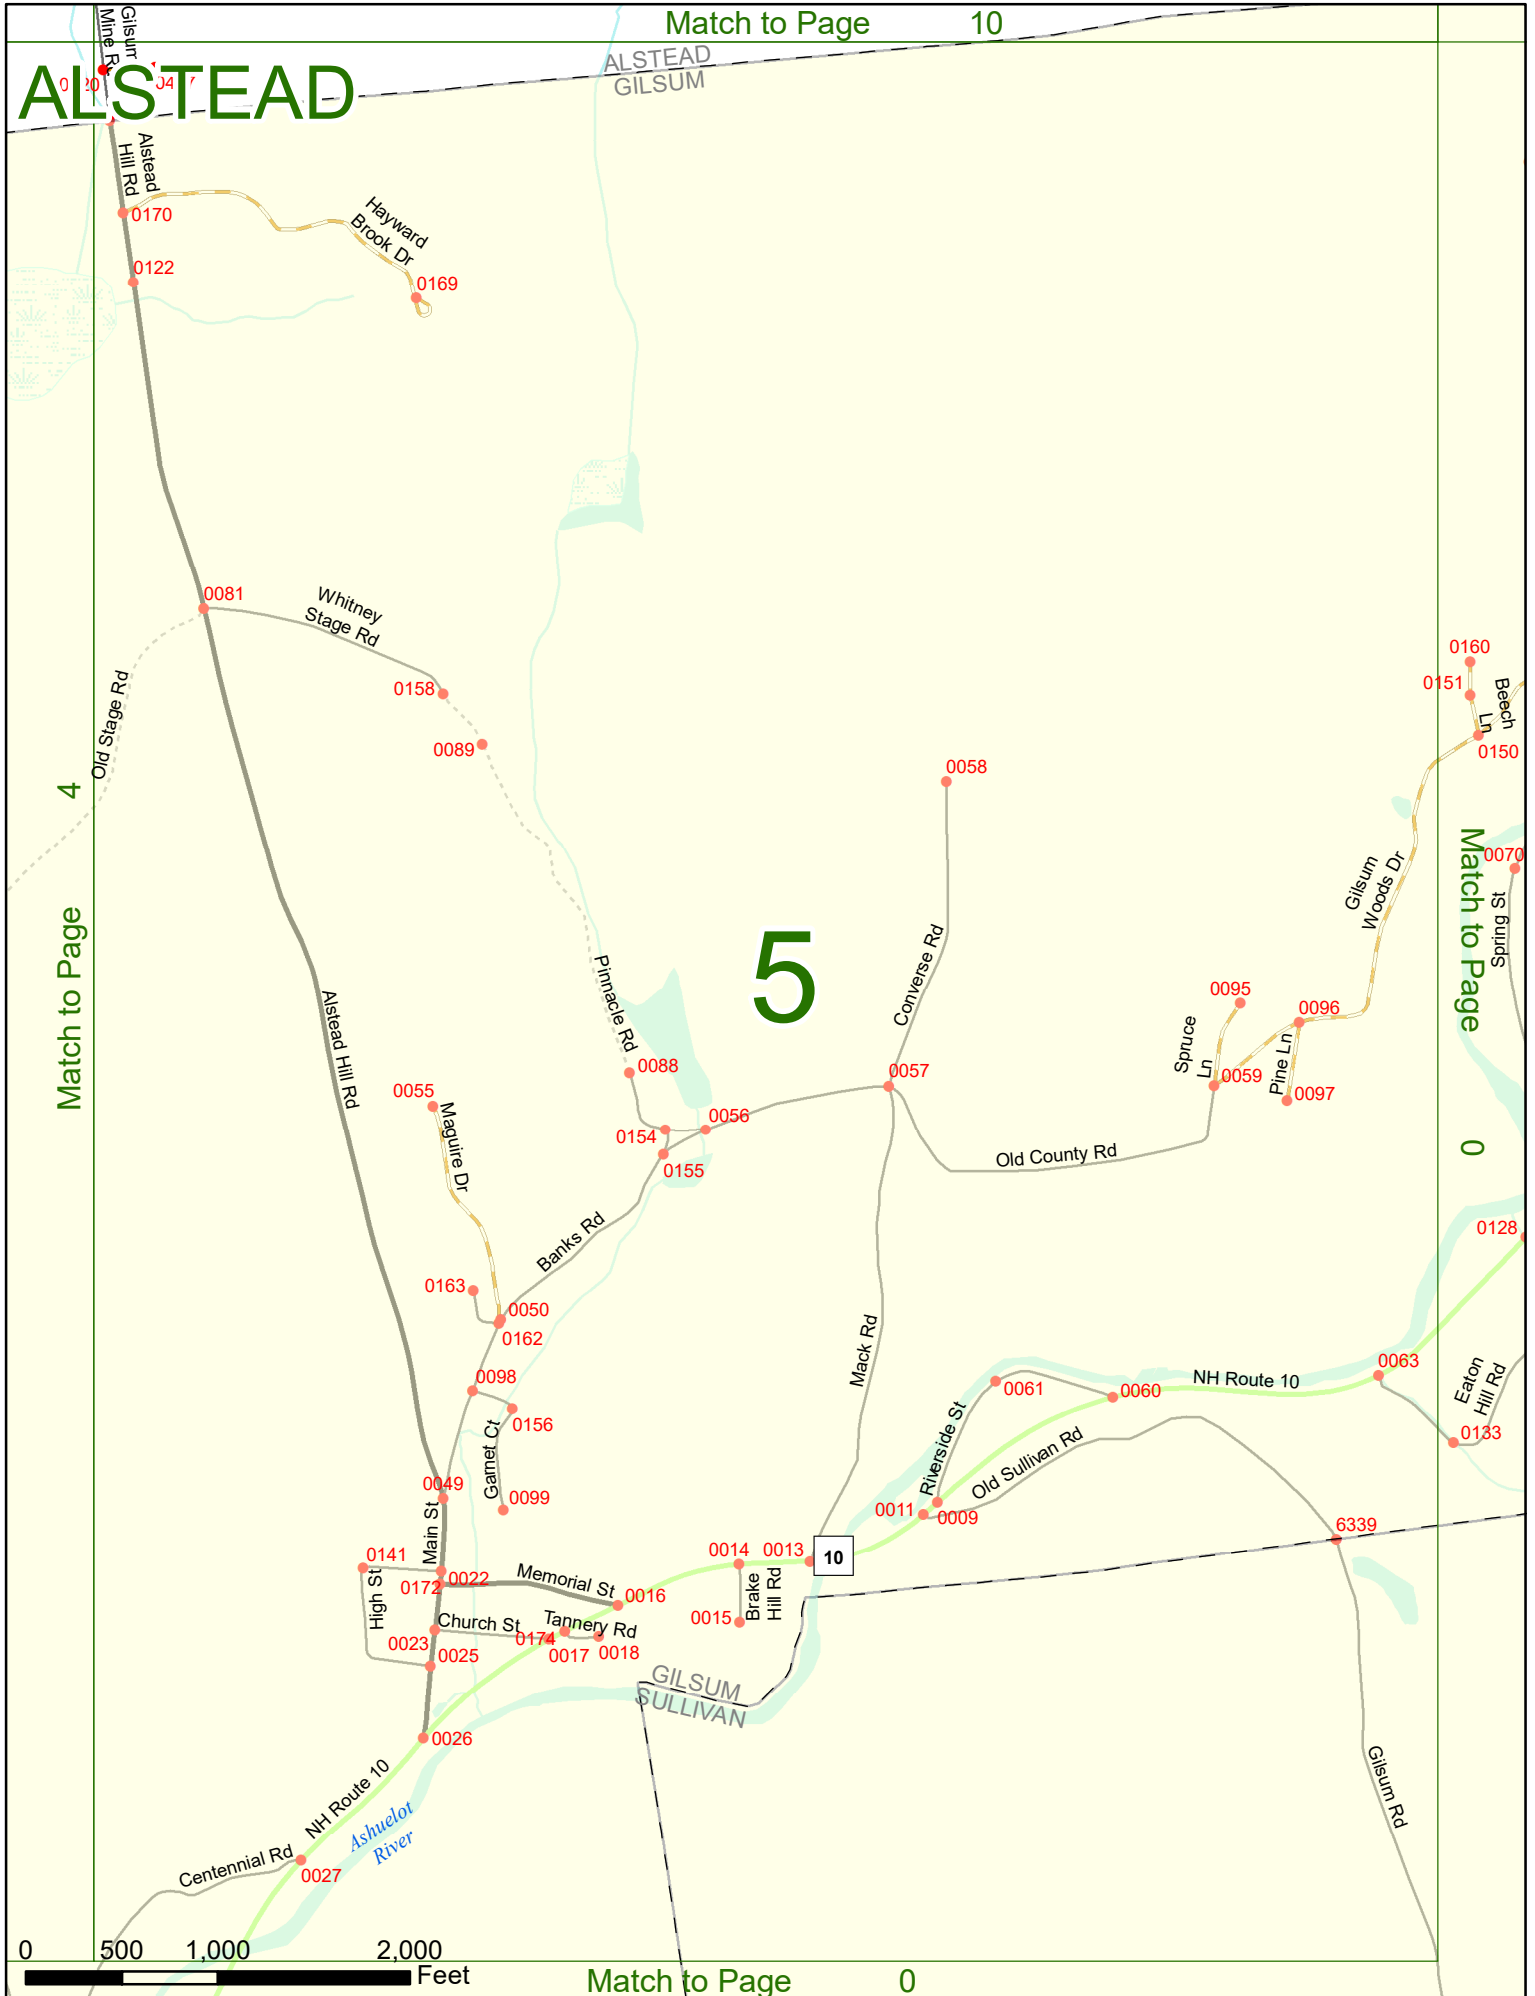 Match to Page 10
Gilsum
Mine Rd
ALSTEAD
ALSTEAD
GILSUM
Alstead
Hill Rd
0170
Hayward
Brook Dr
0122
0169
0081
Whitney
Stage Rd
0158
Old Stage Rd
0089
0160
0151
Beech
Ln
0150
0058
4
Match to Page
Gilsum
Woods Dr
0070
Spring St
Match to Page
0
5
Pinnacle Rd
Converse Rd
0095
0096
Alstead Hill Rd
Spruce
Ln
Pine Ln
0088
0057
0059
0097
0055
Maguire Dr
0056
0154
0155
Old County Rd
Banks Rd
0128
0163
0050
0162
Mack Rd
0098
0156
Garnet Ct
0061
0060
NH Route 10
0063
Eaton
Hill Rd
0133
Riverside St
Old Sullivan Rd
0049
0099
0011
0009
6339
Main St
0141
High St
0022
0172
Memorial St
0014
0013
10
Brake
Hill Rd
0016
0015
Church St
Tannery Rd
0023
0174
0017
0018
0025
GILSUM
SULLIVAN
0026
NH Route 10
Ashuelot
River
Gilsum Rd
Centennial Rd
0027
0 500 1,000 2,000
Feet
Match to Page 0